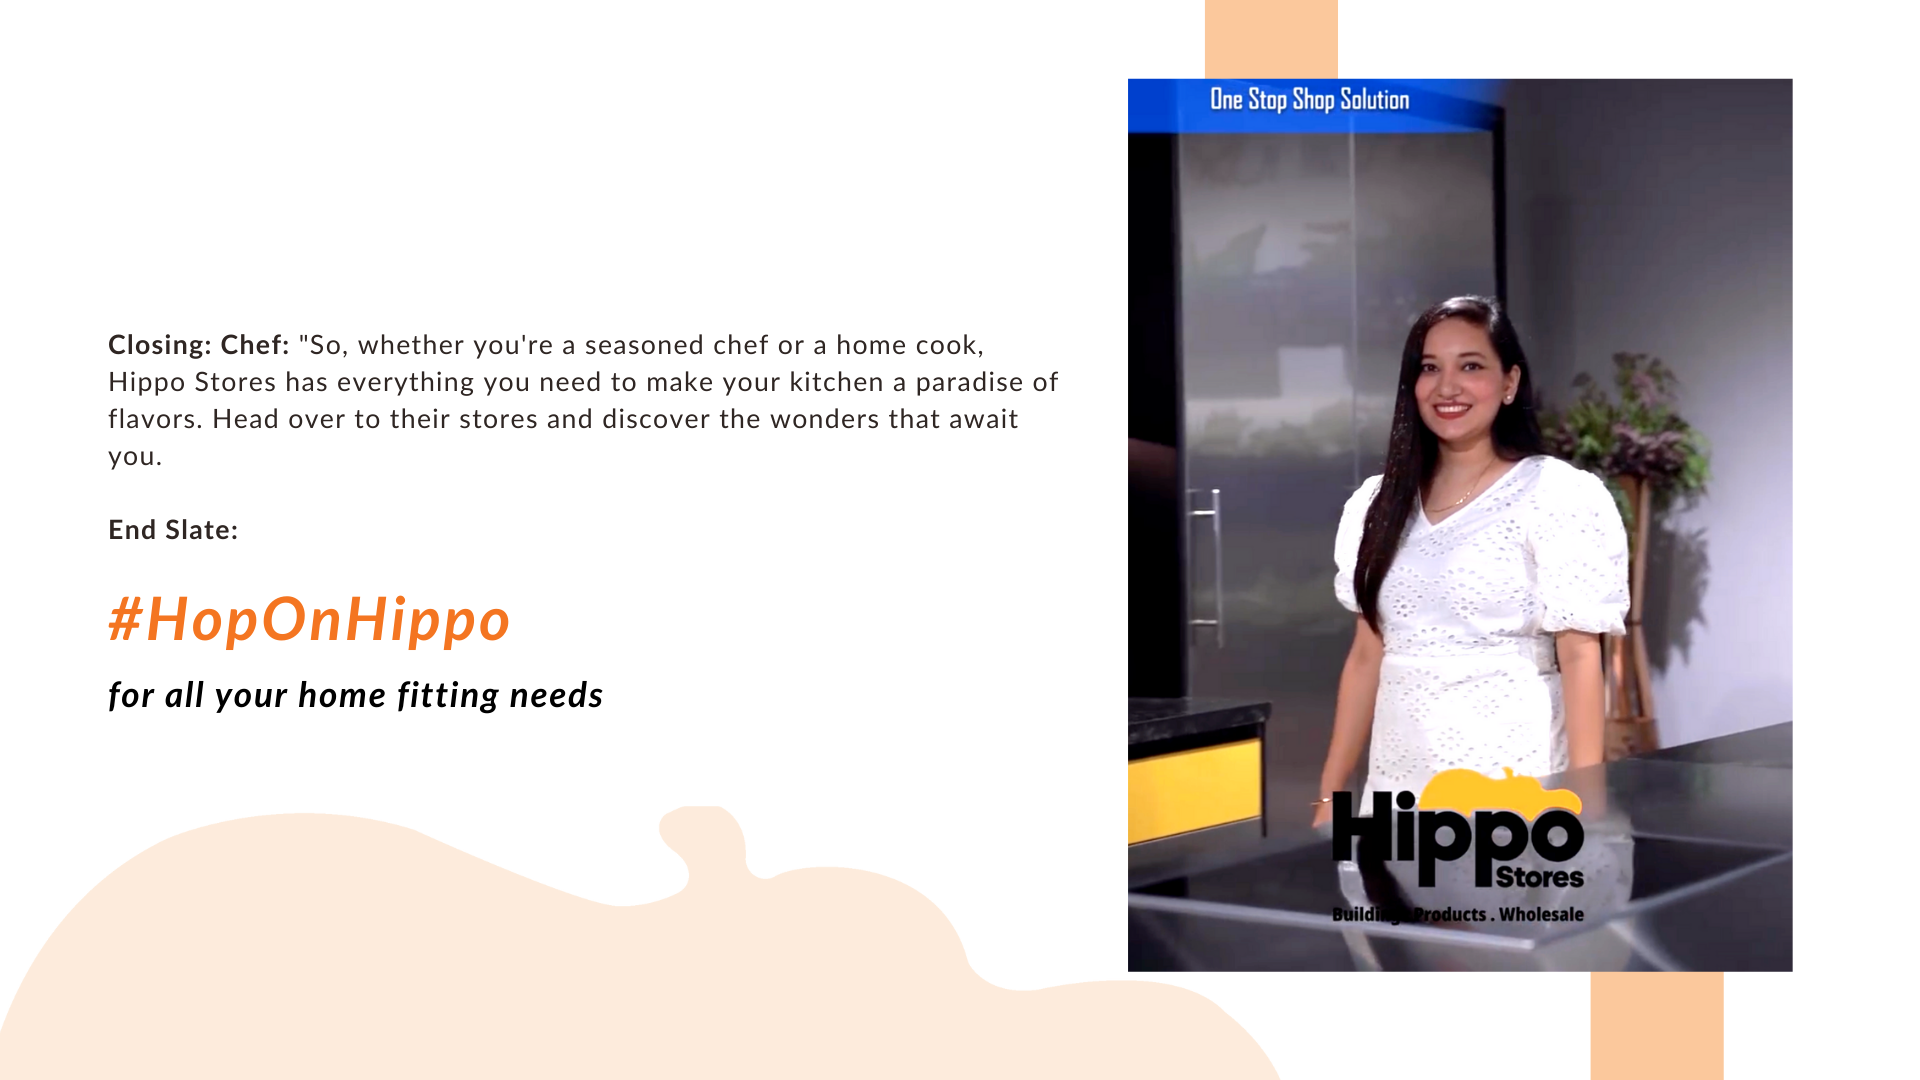 Closing: Chef: "So, whether you're a seasoned chef or a home cook,
Hippo Stores has everything you need to make your kitchen a paradise of
flavors. Head over to their stores and discover the wonders that await
you.
End Slate:
#HopOnHippo
for all your home fitting needs
One Stop Shop Solution
Hippo
Stores
Building Products . Wholesale